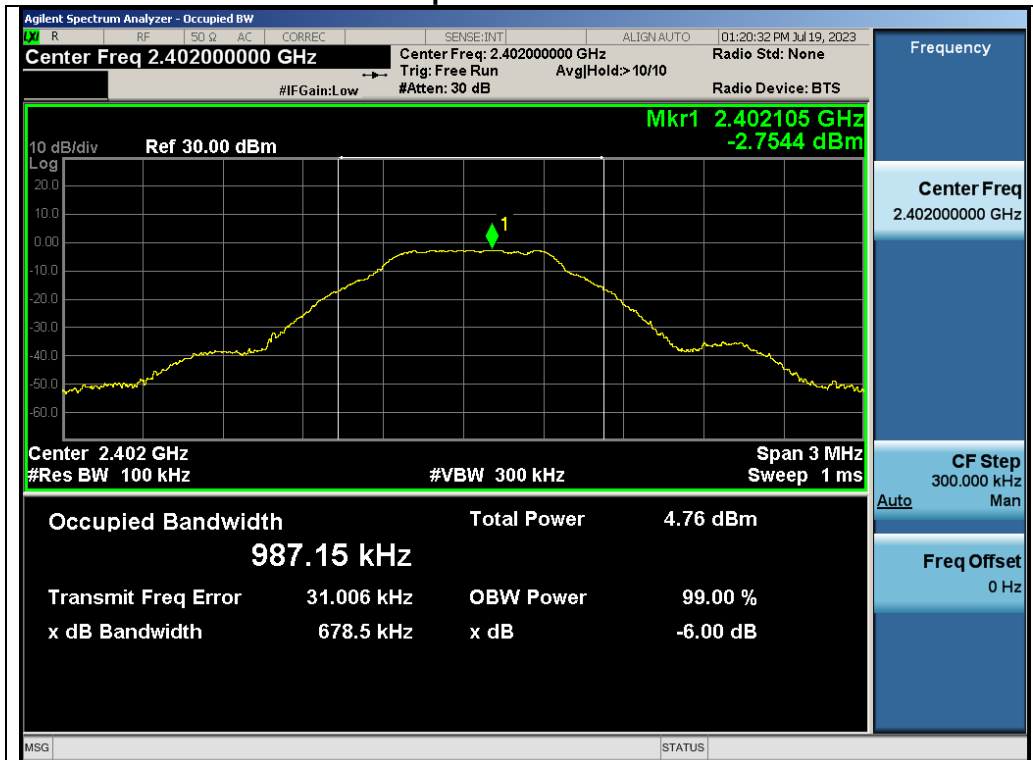 Agilent Spectrum Analyzer - Occupied BW
LXI R RF 50 Ω AC CORREC SENSE:INT ALIGN AUTO 01:20:32 PM Jul 19, 2023
Center Freq 2.402000000 GHz Center Freq: 2.402000000 GHz Radio Std: None
Trig: Free Run Avg|Hold:> 10/10
#IFGain:Low #Atten: 30 dB Radio Device: BTS
Mkr1 2.402105 GHz
10 dB/div Ref 30.00 dBm -2.7544 dBm
Log
20.0
10.0
1
0.00
-10.0
-20.0
-30.0
-40.0
-50.0
-60.0
Center 2.402 GHz Span 3 MHz
#Res BW 100 kHz #VBW 300 kHz Sweep 1 ms
Occupied Bandwidth Total Power 4.76 dBm
987.15 kHz
Transmit Freq Error 31.006 kHz OBW Power 99.00 %
x dB Bandwidth 678.5 kHz x dB -6.00 dB
MSG STATUS
Frequency
Center Freq
2.402000000 GHz
CF Step
300.000 kHz
Auto Man
Freq Offset
0 Hz